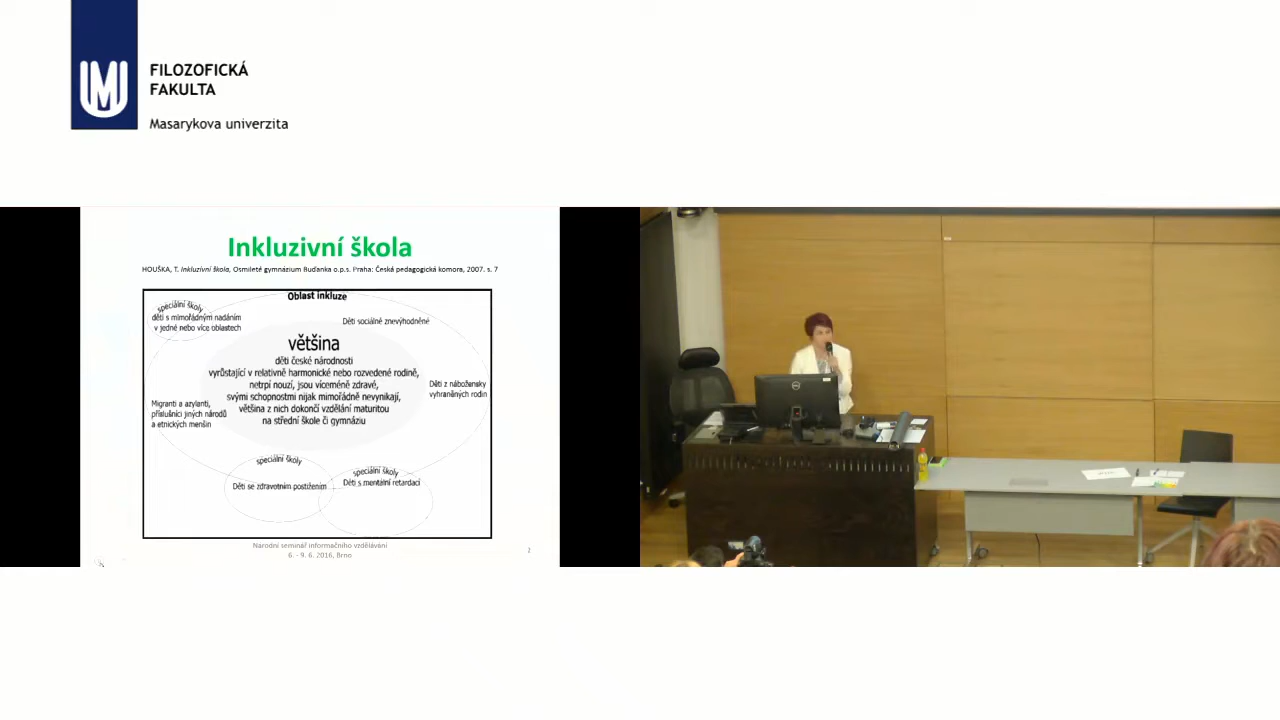 FILOZOFICKÁ
FAKULTA
Masarykova univerzita
Inkluzivní škola
HOUŠKA, T. Inkluzivní škola, Osmileté gymnázium Buďánka o.p.s. Praha: Česká pedagogická komora, 2007. s. 7
Oblast inkluze
speciální školy
děti s mimořádným nadáním
v jedné nebo více oblastech
Děti sociálně znevýhodněné
většina
děti české národnosti
vyrůstající v relativně harmonické nebo rozvedené rodině,
netrpí nouzí, jsou víceméně zdravé,
svými schopnostmi nijak mimořádně nevynikají,
většina z nich dokončí vzdělání maturitou
na střední škole či gymnáziu
Děti z nábožensky
vyhraněných rodin
Migranti a azylanti,
příslušníci jiných národů
a etnických menšin
speciální školy
Děti se zdravotním postižením
speciální školy
Děti s mentální retardací
Národní seminář informačního vzdělávání
6. - 9. 6. 2016, Brno
2